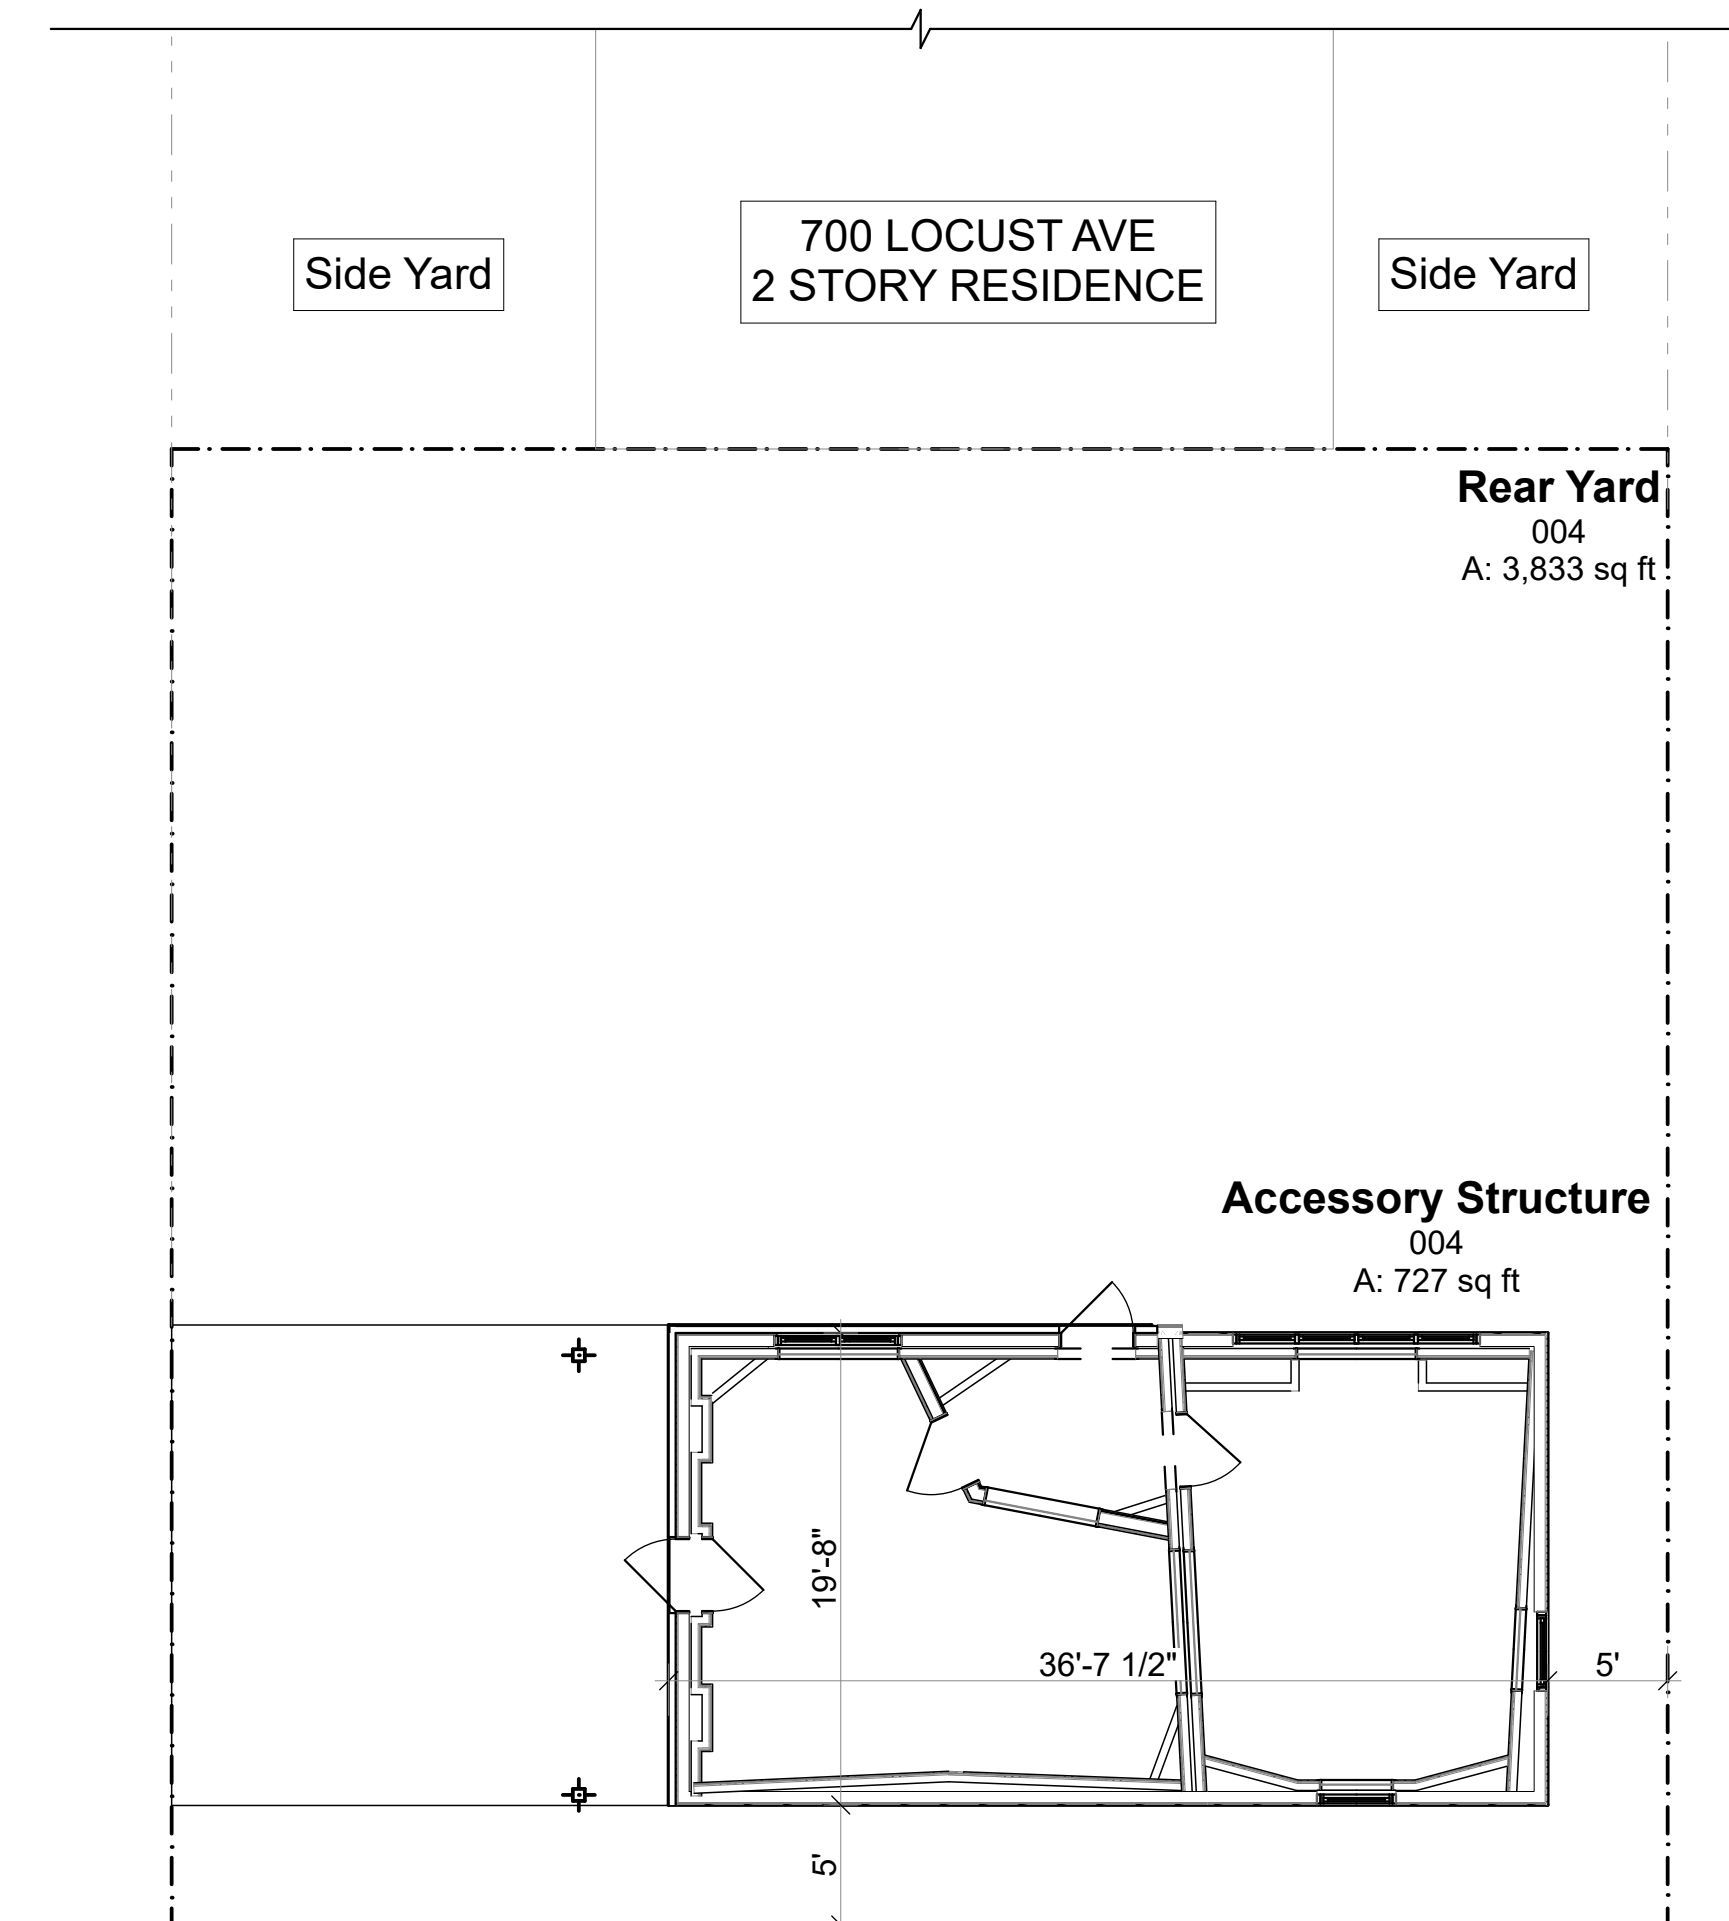 700 LOCUST AVE
2 STORY RESIDENCE
Side Yard
Side Yard
Rear Yard
004
A: 3,833 sq ft
Accessory Structure
004
A: 727 sq ft
19'-8"
36'-7 1/2"
5'
5'